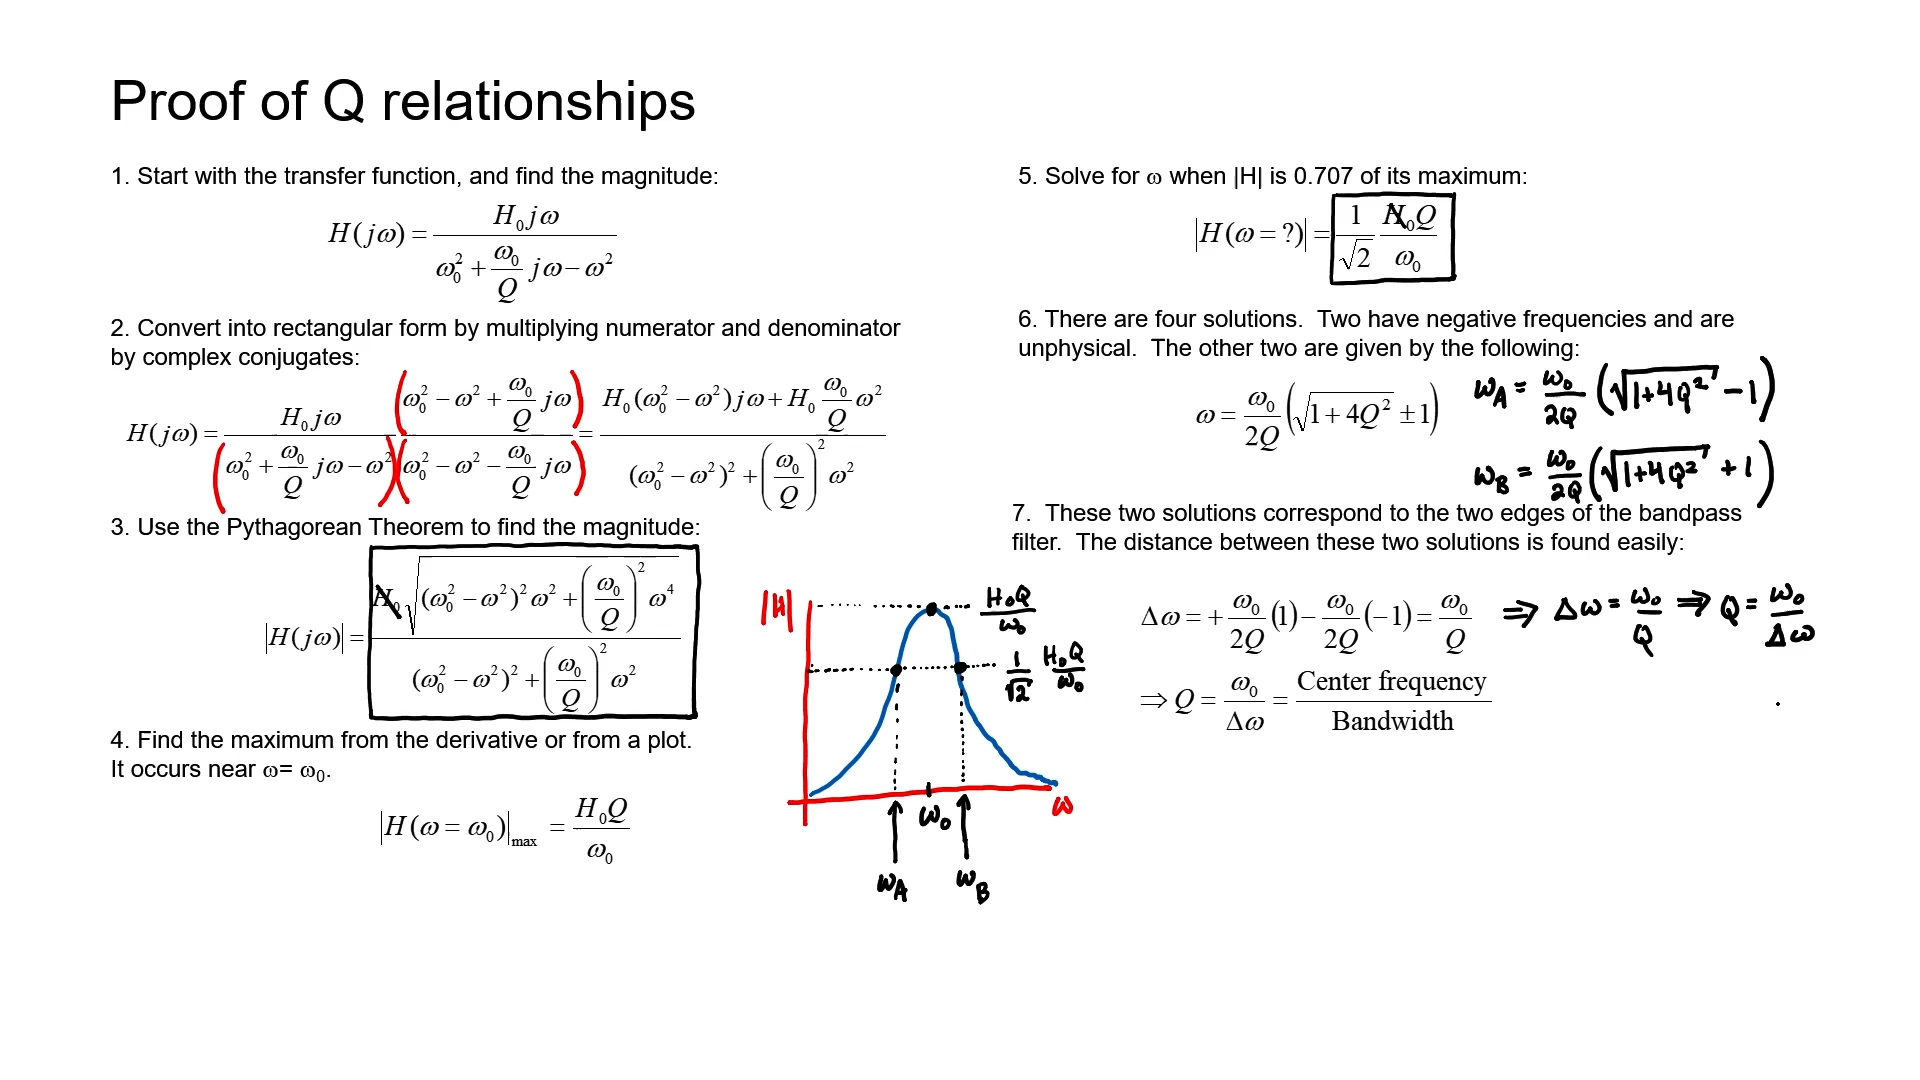 Proof of Q relationships
1. Start with the transfer function, and find the magnitude:
H(jω) = H₀jω / (ω₀² + (ω₀/Q) jω − ω²)
2. Convert into rectangular form by multiplying numerator and denominator
by complex conjugates:
H(jω) = H₀jω / (ω₀² + (ω₀/Q) jω − ω²) (ω₀² − ω² + (ω₀/Q) jω) / (ω₀² − ω² − (ω₀/Q) jω) = (H₀(ω₀² − ω²)jω + H₀ (ω₀/Q) ω²) / ((ω₀² − ω²)² + (ω₀/Q)² ω²)
3. Use the Pythagorean Theorem to find the magnitude:
|H(jω)| = H₀ √((ω₀² − ω²)² ω² + (ω₀/Q)² ω⁴) / ((ω₀² − ω²)² + (ω₀/Q)² ω²)
4. Find the maximum from the derivative or from a plot.
It occurs near ω= ω₀.
|H(ω = ω₀)|max = H₀Q / ω₀
|H|
H₀Q / ω₀
1/√2 H₀Q / ω₀
ω₀
ω
ωA
ωB
5. Solve for ω when |H| is 0.707 of its maximum:
|H(ω = ?)| = 1/√2 H₀Q / ω₀
6. There are four solutions. Two have negative frequencies and are
unphysical. The other two are given by the following:
ω = ω₀/2Q (√(1 + 4Q²) ± 1)
ωA = ω₀/2Q (√(1+4Q²) − 1)
ωB = ω₀/2Q (√(1+4Q²) + 1)
7. These two solutions correspond to the two edges of the bandpass
filter. The distance between these two solutions is found easily:
Δω = + ω₀/2Q (1) − ω₀/2Q (−1) = ω₀/Q
⇒ Δω = ω₀/Q ⇒ Q = ω₀/Δω
⇒ Q = ω₀/Δω = Center frequency / Bandwidth